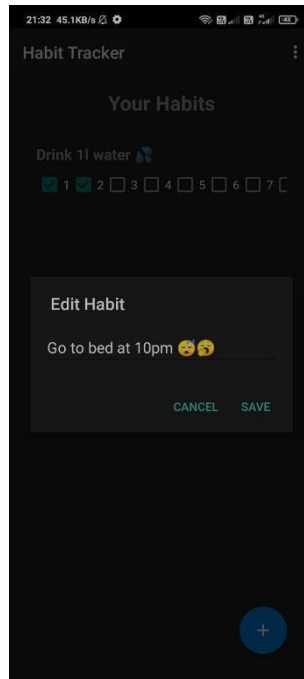 21:32 45.1KB/s 48
Habit Tracker
Your Habits
Drink 1l water 💦
1 2 3 4 5 6 7
Edit Habit
Go to bed at 10pm 😴🥱
CANCEL SAVE
+